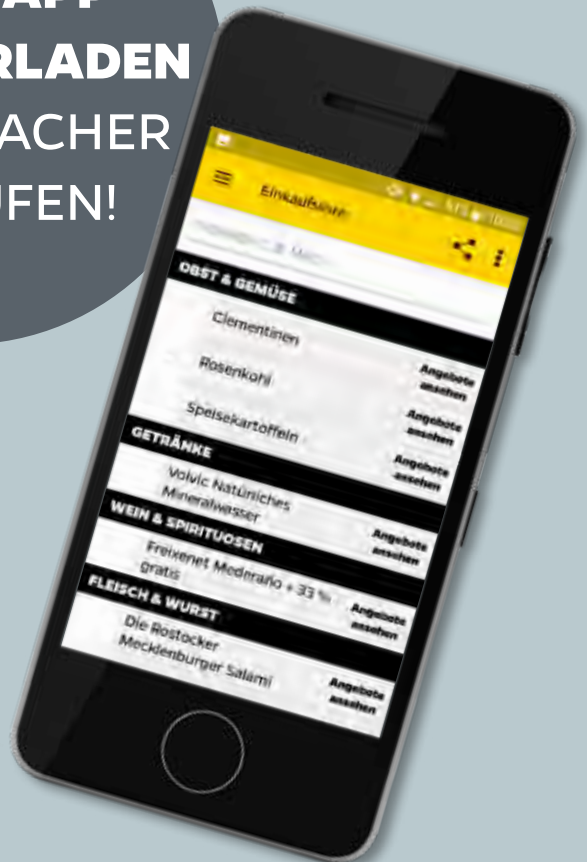 APP
RLADEN
ACHER
UFEN!
Einkaufsliste
OBST & GEMÜSE
Clementinen
Angebote
ansehen
Rosenkohl
Angebote
ansehen
Speisekartoffeln
Angebote
ansehen
GETRÄNKE
Volvic Natürliches
Mineralwasser
Angebote
ansehen
WEIN & SPIRITUOSEN
Freixenet Mederaño + 33 %
gratis
Angebote
ansehen
FLEISCH & WURST
Die Rostocker
Mecklenburger Salami
Angebote
ansehen